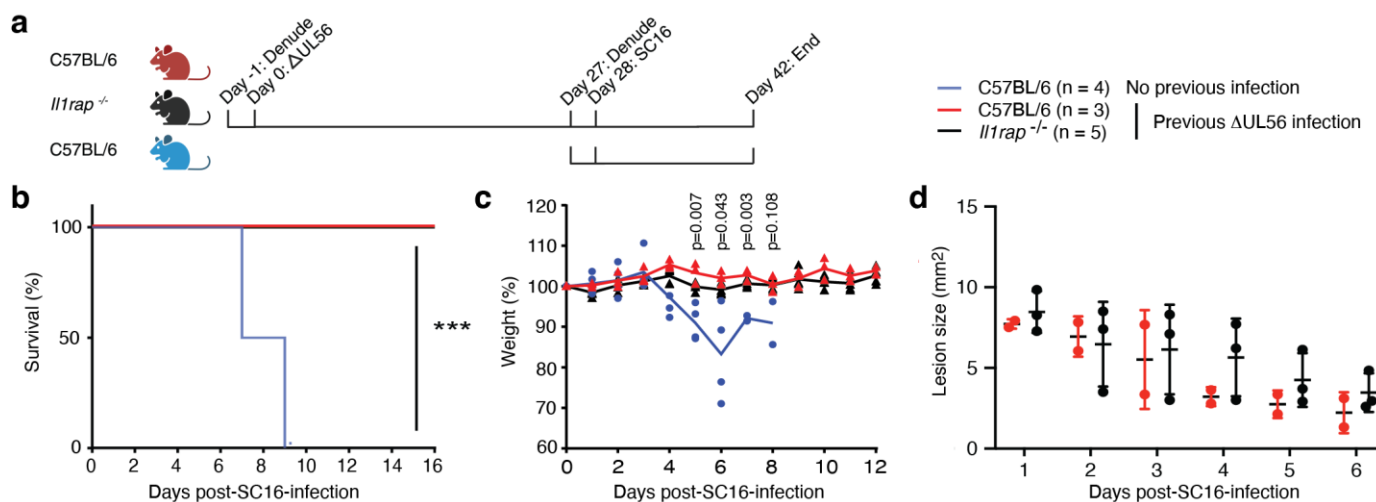 a
C57BL/6
Il1rap -/-
C57BL/6
Day -1: Denude
Day 0: ΔUL56
Day 27: Denude
Day 28: SC16
Day 42: End
C57BL/6 (n = 4) No previous infection
C57BL/6 (n = 3)
Il1rap -/- (n = 5)
Previous ΔUL56 infection
b
Survival (%)
100
50
0
***
0 2 4 6 8 10 12 14 16
Days post-SC16-infection
c
Weight (%)
120
110
100
90
80
70
60
p=0.007
p=0.043
p=0.003
p=0.108
0 2 4 6 8 10 12
Days post-SC16-infection
d
Lesion size (mm2)
15
10
5
0
1 2 3 4 5 6
Days post-SC16-infection